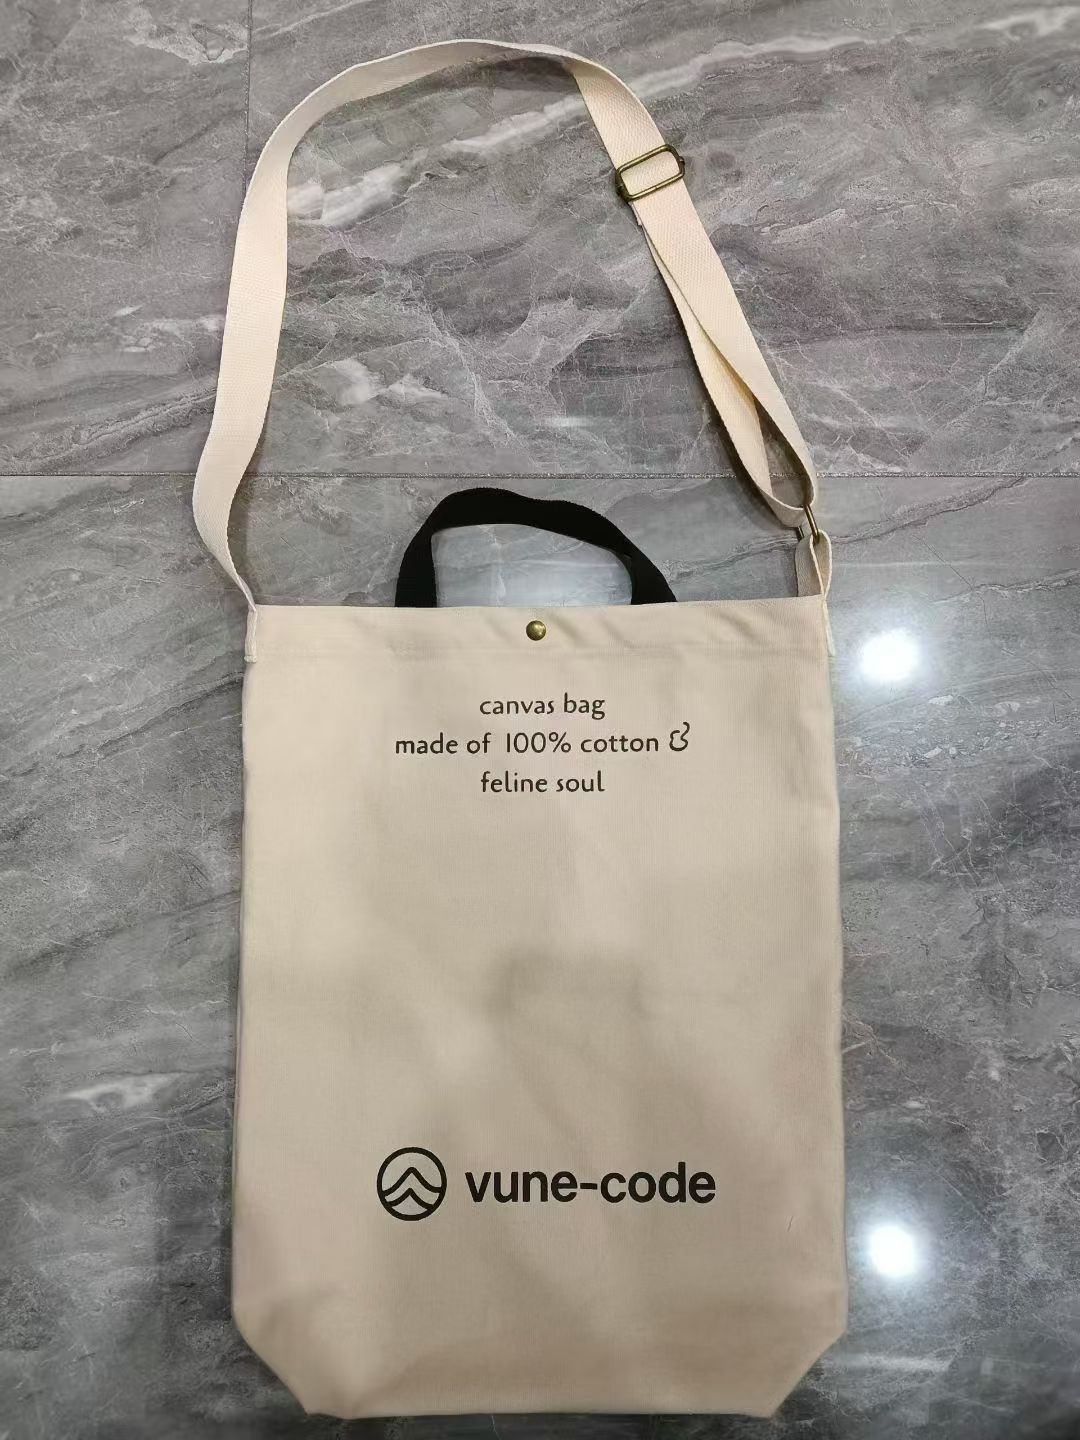 canvas bag
made of 100% cotton &
feline soul
vune-code